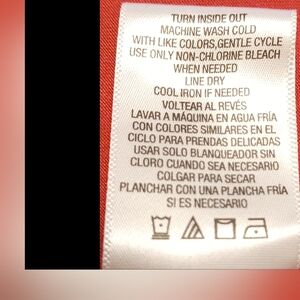 TURN INSIDE OUT
MACHINE WASH COLD
WITH LIKE COLORS, GENTLE CYCLE
USE ONLY NON-CHLORINE BLEACH
WHEN NEEDED
LINE DRY
COOL IRON IF NEEDED
VOLTEAR AL REVÉS
LAVAR A MÁQUINA EN AGUA FRÍA
CON COLORES SIMILARES EN EL
CICLO PARA PRENDAS DELICADAS
USAR SOLO BLANQUEADOR SIN
CLORO CUANDO SEA NECESARIO
COLGAR PARA SECAR
PLANCHAR CON UNA PLANCHA FRÍA
SI ES NECESARIO